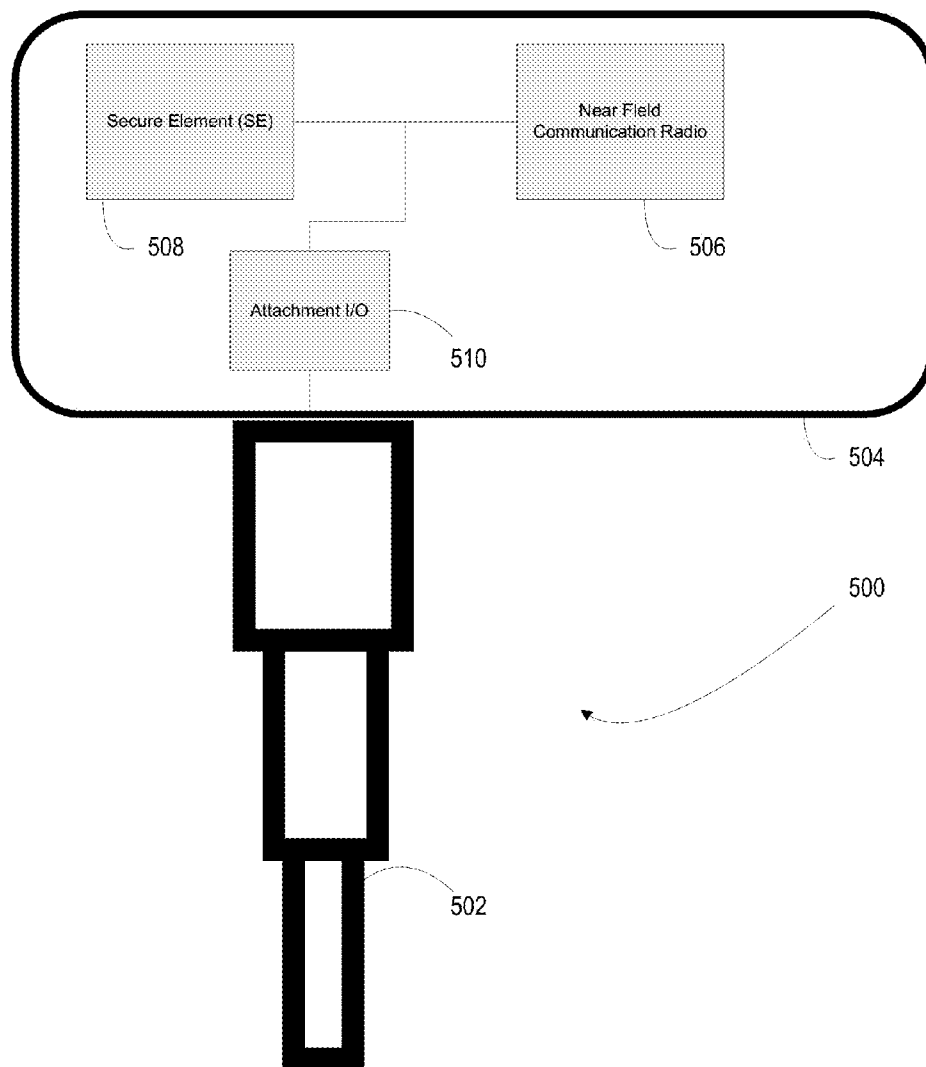 Secure Element (SE)
Near Field
Communication Radio
508
506
Attachment I/O
510
504
500
502